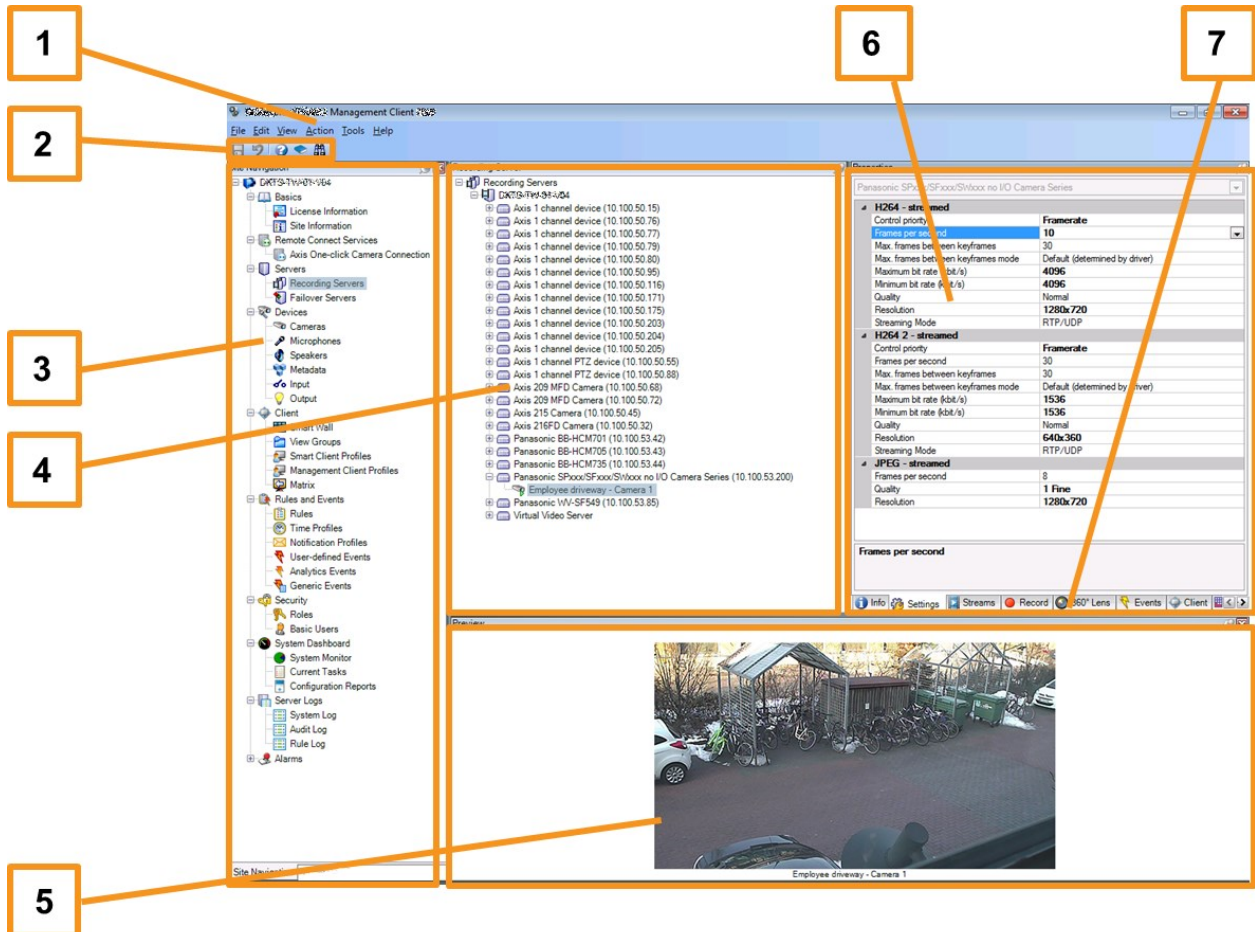 1
6
7
2
Management Client
File Edit View Action Tools Help
Site Navigation
Recording Server
Properties
DKTS-TW-01-V04
Basics
License Information
Site Information
Remote Connect Services
Axis One-click Camera Connection
Servers
Recording Servers
Failover Servers
Devices
Cameras
Microphones
Speakers
Metadata
Input
Output
Client
Smart Wall
View Groups
Smart Client Profiles
Management Client Profiles
Matrix
Rules and Events
Rules
Time Profiles
Notification Profiles
User-defined Events
Analytics Events
Generic Events
Security
Roles
Basic Users
System Dashboard
System Monitor
Current Tasks
Configuration Reports
Server Logs
System Log
Audit Log
Rule Log
Alarms
Site Navigation
3
4
5
Recording Servers
DKTS-TW-01-V04
Axis 1 channel device (10.100.50.15)
Axis 1 channel device (10.100.50.76)
Axis 1 channel device (10.100.50.77)
Axis 1 channel device (10.100.50.79)
Axis 1 channel device (10.100.50.80)
Axis 1 channel device (10.100.50.95)
Axis 1 channel device (10.100.50.116)
Axis 1 channel device (10.100.50.171)
Axis 1 channel device (10.100.50.175)
Axis 1 channel device (10.100.50.203)
Axis 1 channel device (10.100.50.204)
Axis 1 channel device (10.100.50.205)
Axis 1 channel PTZ device (10.100.50.55)
Axis 1 channel PTZ device (10.100.50.88)
Axis 209 MFD Camera (10.100.50.68)
Axis 209 MFD Camera (10.100.50.72)
Axis 215 Camera (10.100.50.45)
Axis 216FD Camera (10.100.50.32)
Panasonic BB-HCM701 (10.100.53.42)
Panasonic BB-HCM705 (10.100.53.43)
Panasonic BB-HCM735 (10.100.53.44)
Panasonic SPxxx/SFxxx/SWxxx no I/O Camera Series (10.100.53.200)
Employee driveway - Camera 1
Panasonic WV-SF549 (10.100.53.85)
Virtual Video Server
Panasonic SPxxx/SFxxx/SWxxx no I/O Camera Series
H264 - streamed
Control priority Framerate
Frames per second 10
Max. frames between keyframes 30
Max. frames between keyframes mode Default (determined by driver)
Maximum bit rate (kbit/s) 4096
Minimum bit rate (kbit/s) 4096
Quality Normal
Resolution 1280x720
Streaming Mode RTP/UDP
H264 2 - streamed
Control priority Framerate
Frames per second 30
Max. frames between keyframes 30
Max. frames between keyframes mode Default (determined by driver)
Maximum bit rate (kbit/s) 1536
Minimum bit rate (kbit/s) 1536
Quality Normal
Resolution 640x360
Streaming Mode RTP/UDP
JPEG - streamed
Frames per second 8
Quality 1 Fine
Resolution 1280x720
Frames per second
Info Settings Streams Record 360° Lens Events Client
Preview
Employee driveway - Camera 1